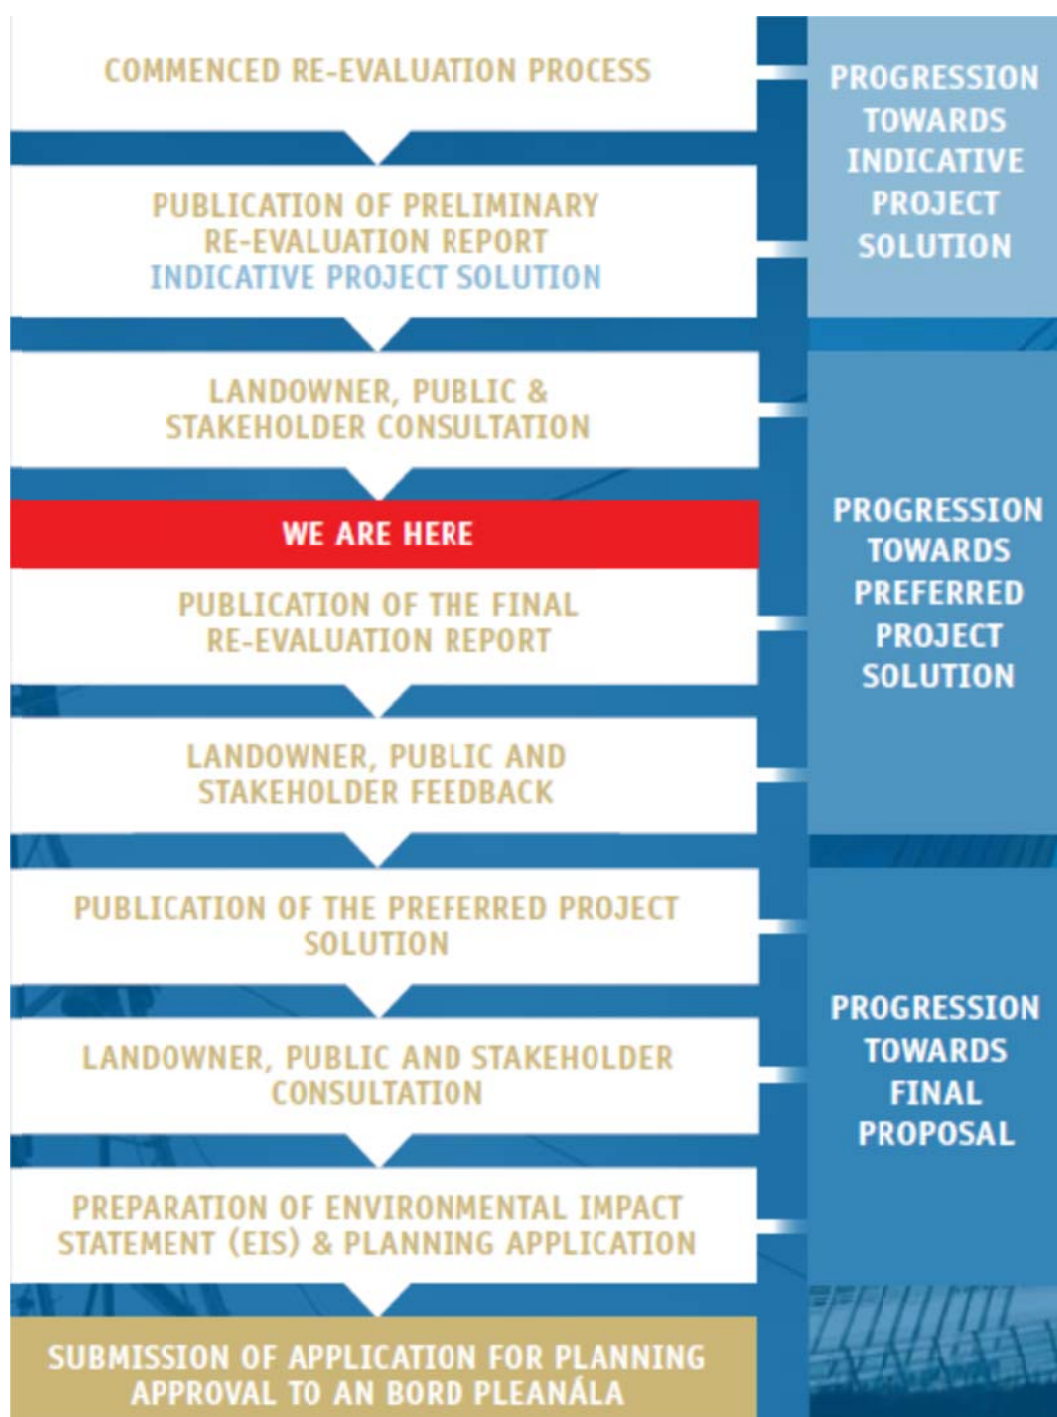 COMMENCED RE-EVALUATION PROCESS
PUBLICATION OF PRELIMINARY
RE-EVALUATION REPORT
INDICATIVE PROJECT SOLUTION
PROGRESSION
TOWARDS
INDICATIVE
PROJECT
SOLUTION
LANDOWNER, PUBLIC &
STAKEHOLDER CONSULTATION
WE ARE HERE
PUBLICATION OF THE FINAL
RE-EVALUATION REPORT
LANDOWNER, PUBLIC AND
STAKEHOLDER FEEDBACK
PROGRESSION
TOWARDS
PREFERRED
PROJECT
SOLUTION
PUBLICATION OF THE PREFERRED PROJECT
SOLUTION
LANDOWNER, PUBLIC AND STAKEHOLDER
CONSULTATION
PREPARATION OF ENVIRONMENTAL IMPACT
STATEMENT (EIS) & PLANNING APPLICATION
PROGRESSION
TOWARDS
FINAL
PROPOSAL
SUBMISSION OF APPLICATION FOR PLANNING
APPROVAL TO AN BORD PLEANÁLA